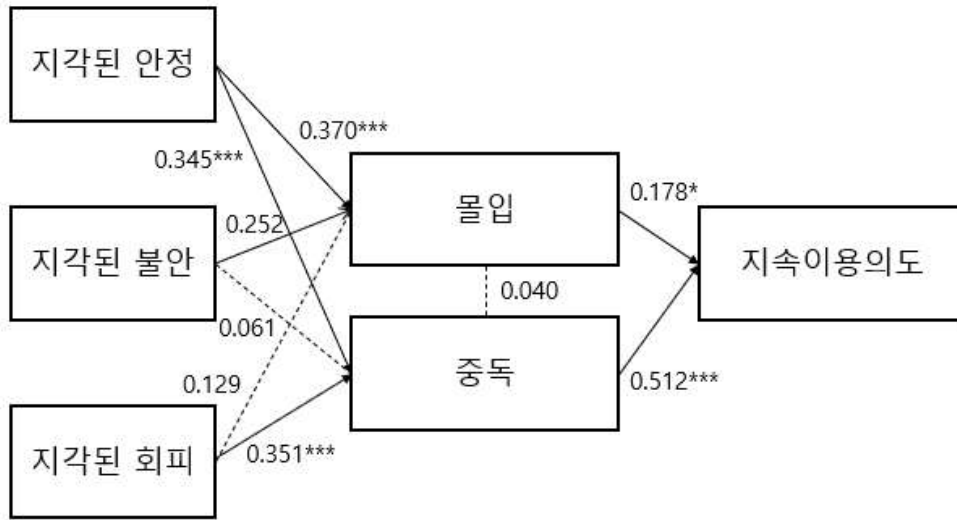 지각된 안정
0.370***
0.345***
몰입
0.178*
0.252
지각된 불안
지속이용의도
0.040
0.061
중독
0.129
0.512***
지각된 회피
0.351***